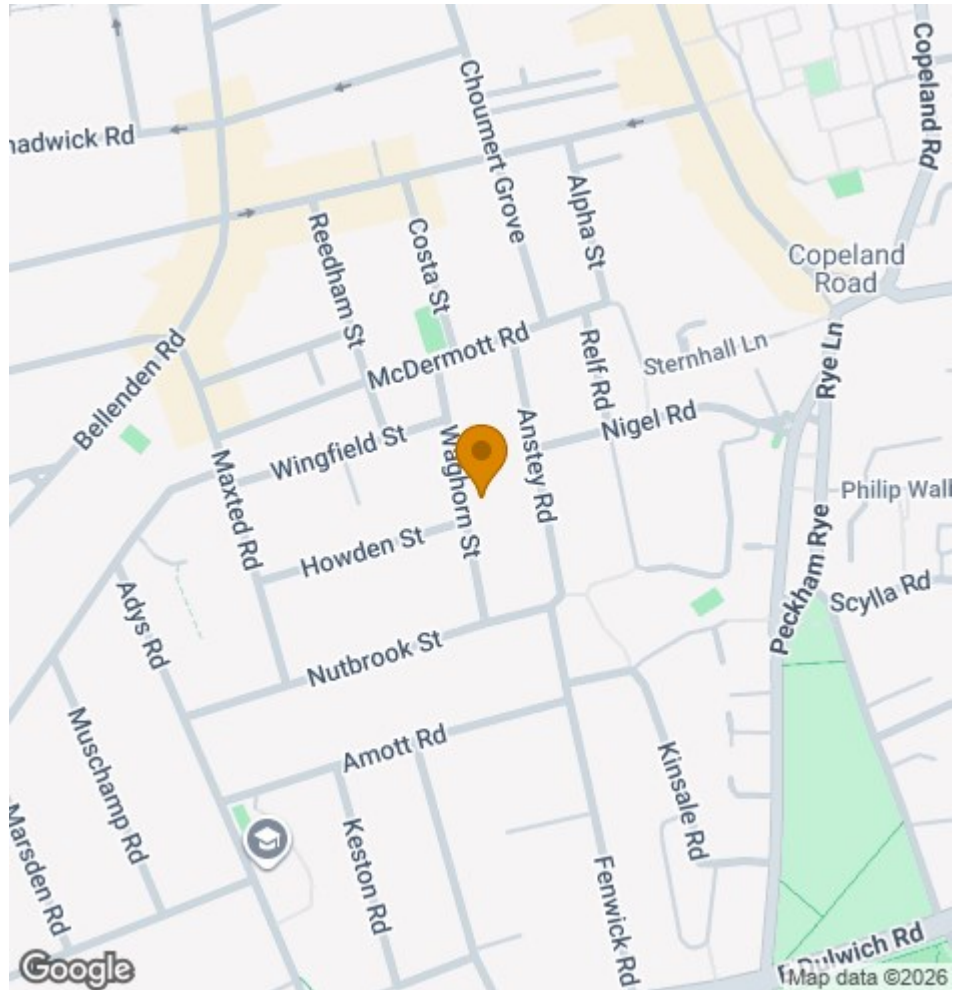 Copeland Rd
Choumert Grove
hadwick Rd
Alpha St
Reedham St
Costa St
Copeland
Road
Bellenden Rd
McDermott Rd
Relf Rd
Sternhall Ln
Rye Ln
Anstey Rd
Nigel Rd
Wingfield St
Waghorn St
Maxted Rd
Philip Wal
Howden St
Peckham Rye
Scylla Rd
Adys Rd
Nutbrook St
Muschamp Rd
Amott Rd
Kinsale Rd
Marsden Rd
Keston Rd
Fenwick Rd
E Dulwich Rd
Google
Map data ©2026